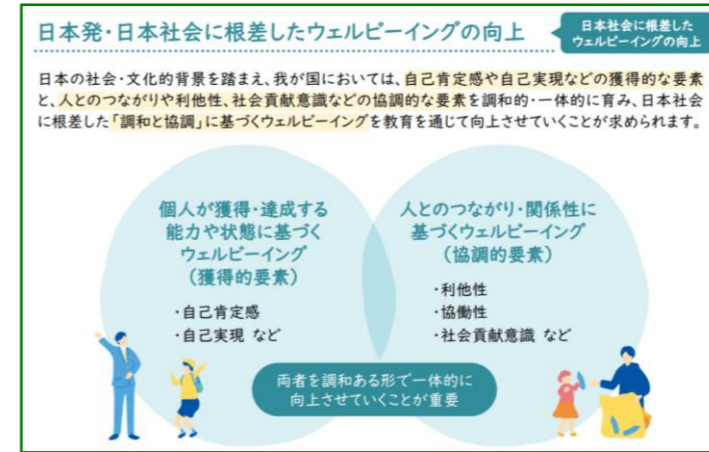 日本発・日本社会に根差したウェルビーイングの向上
日本社会に根差した
ウェルビーイングの向上
日本の社会・文化的背景を踏まえ、我が国においては、自己肯定感や自己実現などの獲得的な要素
と、人とのつながりや利他性、社会貢献意識などの協調的な要素を調和的・一体的に育み、日本社会
に根差した「調和と協調」に基づくウェルビーイングを教育を通じて向上させていくことが求められます。
個人が獲得・達成する
能力や状態に基づく
ウェルビーイング
（獲得的要素）
・自己肯定感
・自己実現 など
人とのつながり・関係性に
基づくウェルビーイング
（協調的要素）
・利他性
・協働性
・社会貢献意識 など
両者を調和ある形で一体的に
向上させていくことが重要